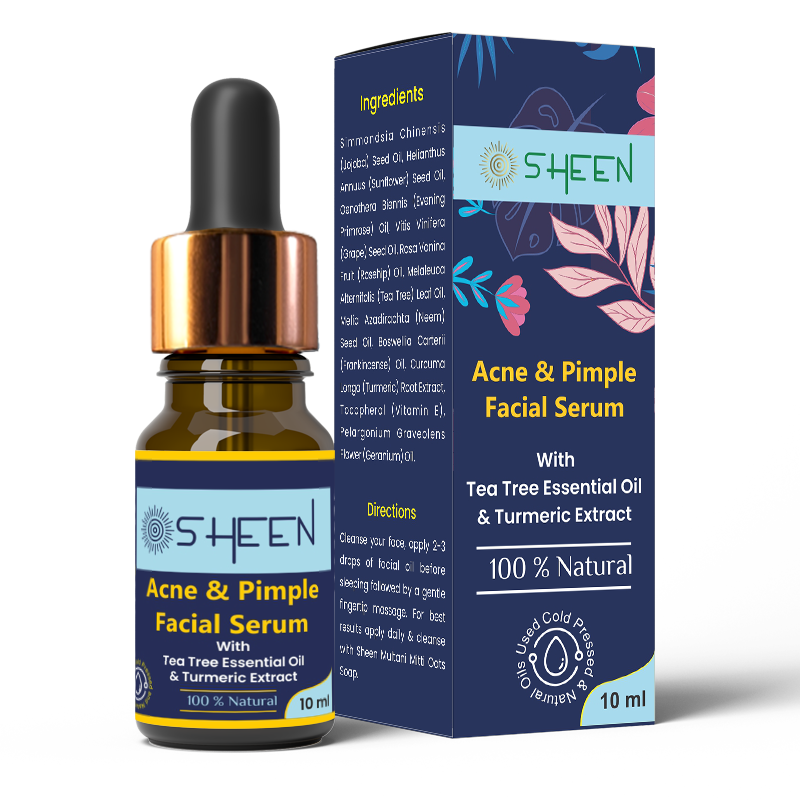 Ingredients
Simmondsia Chinensis
(Jojoba) Seed Oil, Helianthus
Annuus (Sunflower) Seed Oil,
Oenothera Biennis (Evening
Primrose) Oil, Vitis Vinifera
(Grape) Seed Oil, Rosa Vanina
Fruit (Rosehip) Oil, Melaleuca
Alternifolis (Tea Tree) Leaf Oil,
Melia Azadirachta (Neem)
Seed Oil, Boswelia Carterii
(Frankincense) Oil, Curcuma
Longa (Turmeric) Root Extract,
Tocopherol (Vitamin E),
Pelargonium Graveolens
Flower (Geranium) Oil.
Directions
Cleanse your face, apply 2-3
drops of facial oil before
sleeping followed by a gentle
fingertip massage. For best
results apply daily & cleanse
with Sheen Multani Mitti Oats
Soap.
SHEEN
Acne & Pimple
Facial Serum
With
Tea Tree Essential Oil
& Turmeric Extract
100 % Natural
Used Cold Pressed & Natural Oils
10 ml
SHEEN
Acne & Pimple
Facial Serum
With
Tea Tree Essential Oil
& Turmeric Extract
100 % Natural
10 ml